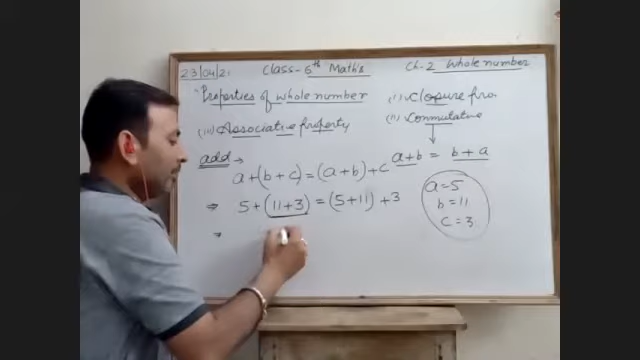 23/04/21 Class-6th Math's Ch-2 Whole number
Properties of whole number
(i) Closure Pro
(iii) Associative property
(ii) Commutative
add →
a+b = b+a
a+(b+c)=(a+b)+c
⇒ 5+(11+3)=(5+11)+3
⇒
a=5
b=11
c=3